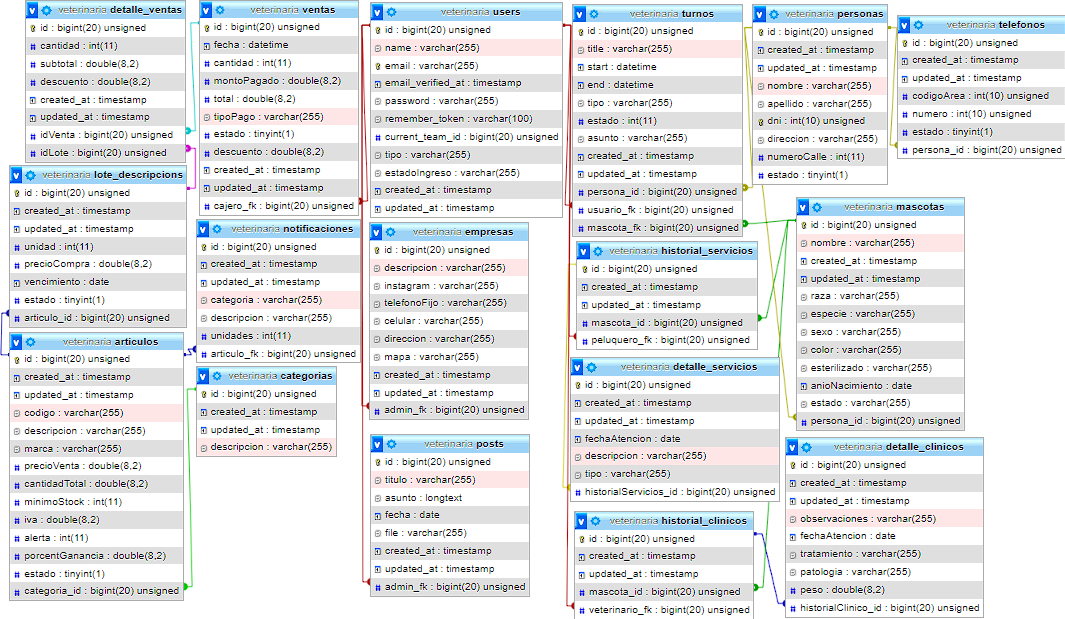 veterinaria detalle_ventas
id : bigint(20) unsigned
cantidad : int(11)
subtotal : double(8,2)
descuento : double(8,2)
created_at : timestamp
updated_at : timestamp
idVenta : bigint(20) unsigned
idLote : bigint(20) unsigned
veterinaria lote_descripcions
id : bigint(20) unsigned
created_at : timestamp
updated_at : timestamp
unidad : int(11)
precioCompra : double(8,2)
vencimiento : date
estado : tinyint(1)
articulo_id : bigint(20) unsigned
veterinaria articulos
id : bigint(20) unsigned
created_at : timestamp
updated_at : timestamp
codigo : varchar(255)
descripcion : varchar(255)
marca : varchar(255)
precioVenta : double(8,2)
cantidadTotal : double(8,2)
minimoStock : int(11)
iva : double(8,2)
alerta : int(11)
porcentGanancia : double(8,2)
estado : tinyint(1)
categoria_id : bigint(20) unsigned
veterinaria ventas
id : bigint(20) unsigned
fecha : datetime
cantidad : int(11)
montoPagado : double(8,2)
total : double(8,2)
tipoPago : varchar(255)
estado : tinyint(1)
descuento : double(8,2)
created_at : timestamp
updated_at : timestamp
cajero_fk : bigint(20) unsigned
veterinaria notificaciones
id : bigint(20) unsigned
created_at : timestamp
updated_at : timestamp
categoria : varchar(255)
descripcion : varchar(255)
unidades : int(11)
articulo_fk : bigint(20) unsigned
veterinaria categorias
id : bigint(20) unsigned
created_at : timestamp
updated_at : timestamp
descripcion : varchar(255)
veterinaria users
id : bigint(20) unsigned
name : varchar(255)
email : varchar(255)
email_verified_at : timestamp
password : varchar(255)
remember_token : varchar(100)
current_team_id : bigint(20) unsigned
tipo : varchar(255)
estadoIngreso : varchar(255)
created_at : timestamp
updated_at : timestamp
veterinaria empresas
id : bigint(20) unsigned
descripcion : varchar(255)
instagram : varchar(255)
telefonoFijo : varchar(255)
celular : varchar(255)
direccion : varchar(255)
mapa : varchar(255)
created_at : timestamp
updated_at : timestamp
admin_fk : bigint(20) unsigned
veterinaria posts
id : bigint(20) unsigned
titulo : varchar(255)
asunto : longtext
fecha : date
file : varchar(255)
created_at : timestamp
updated_at : timestamp
admin_fk : bigint(20) unsigned
veterinaria turnos
id : bigint(20) unsigned
title : varchar(255)
start : datetime
end : datetime
tipo : varchar(255)
estado : int(11)
asunto : varchar(255)
created_at : timestamp
updated_at : timestamp
persona_id : bigint(20) unsigned
usuario_fk : bigint(20) unsigned
mascota_fk : bigint(20) unsigned
veterinaria historial_servicios
id : bigint(20) unsigned
created_at : timestamp
updated_at : timestamp
mascota_id : bigint(20) unsigned
peluquero_fk : bigint(20) unsigned
veterinaria detalle_servicios
id : bigint(20) unsigned
created_at : timestamp
updated_at : timestamp
fechaAtencion : date
descripcion : varchar(255)
tipo : varchar(255)
historialServicios_id : bigint(20) unsigned
veterinaria historial_clinicos
id : bigint(20) unsigned
created_at : timestamp
updated_at : timestamp
mascota_id : bigint(20) unsigned
veterinario_fk : bigint(20) unsigned
veterinaria personas
id : bigint(20) unsigned
created_at : timestamp
updated_at : timestamp
nombre : varchar(255)
apellido : varchar(255)
dni : int(10) unsigned
direccion : varchar(255)
numeroCalle : int(11)
estado : tinyint(1)
veterinaria telefonos
id : bigint(20) unsigned
created_at : timestamp
updated_at : timestamp
codigoArea : int(10) unsigned
numero : int(10) unsigned
estado : tinyint(1)
persona_id : bigint(20) unsigned
veterinaria mascotas
id : bigint(20) unsigned
nombre : varchar(255)
created_at : timestamp
updated_at : timestamp
raza : varchar(255)
especie : varchar(255)
sexo : varchar(255)
color : varchar(255)
esterilizado : varchar(255)
anioNacimiento : date
estado : varchar(255)
persona_id : bigint(20) unsigned
veterinaria detalle_clinicos
id : bigint(20) unsigned
created_at : timestamp
updated_at : timestamp
observaciones : varchar(255)
fechaAtencion : date
tratamiento : varchar(255)
patologia : varchar(255)
peso : double(8,2)
historialClinico_id : bigint(20) unsigned